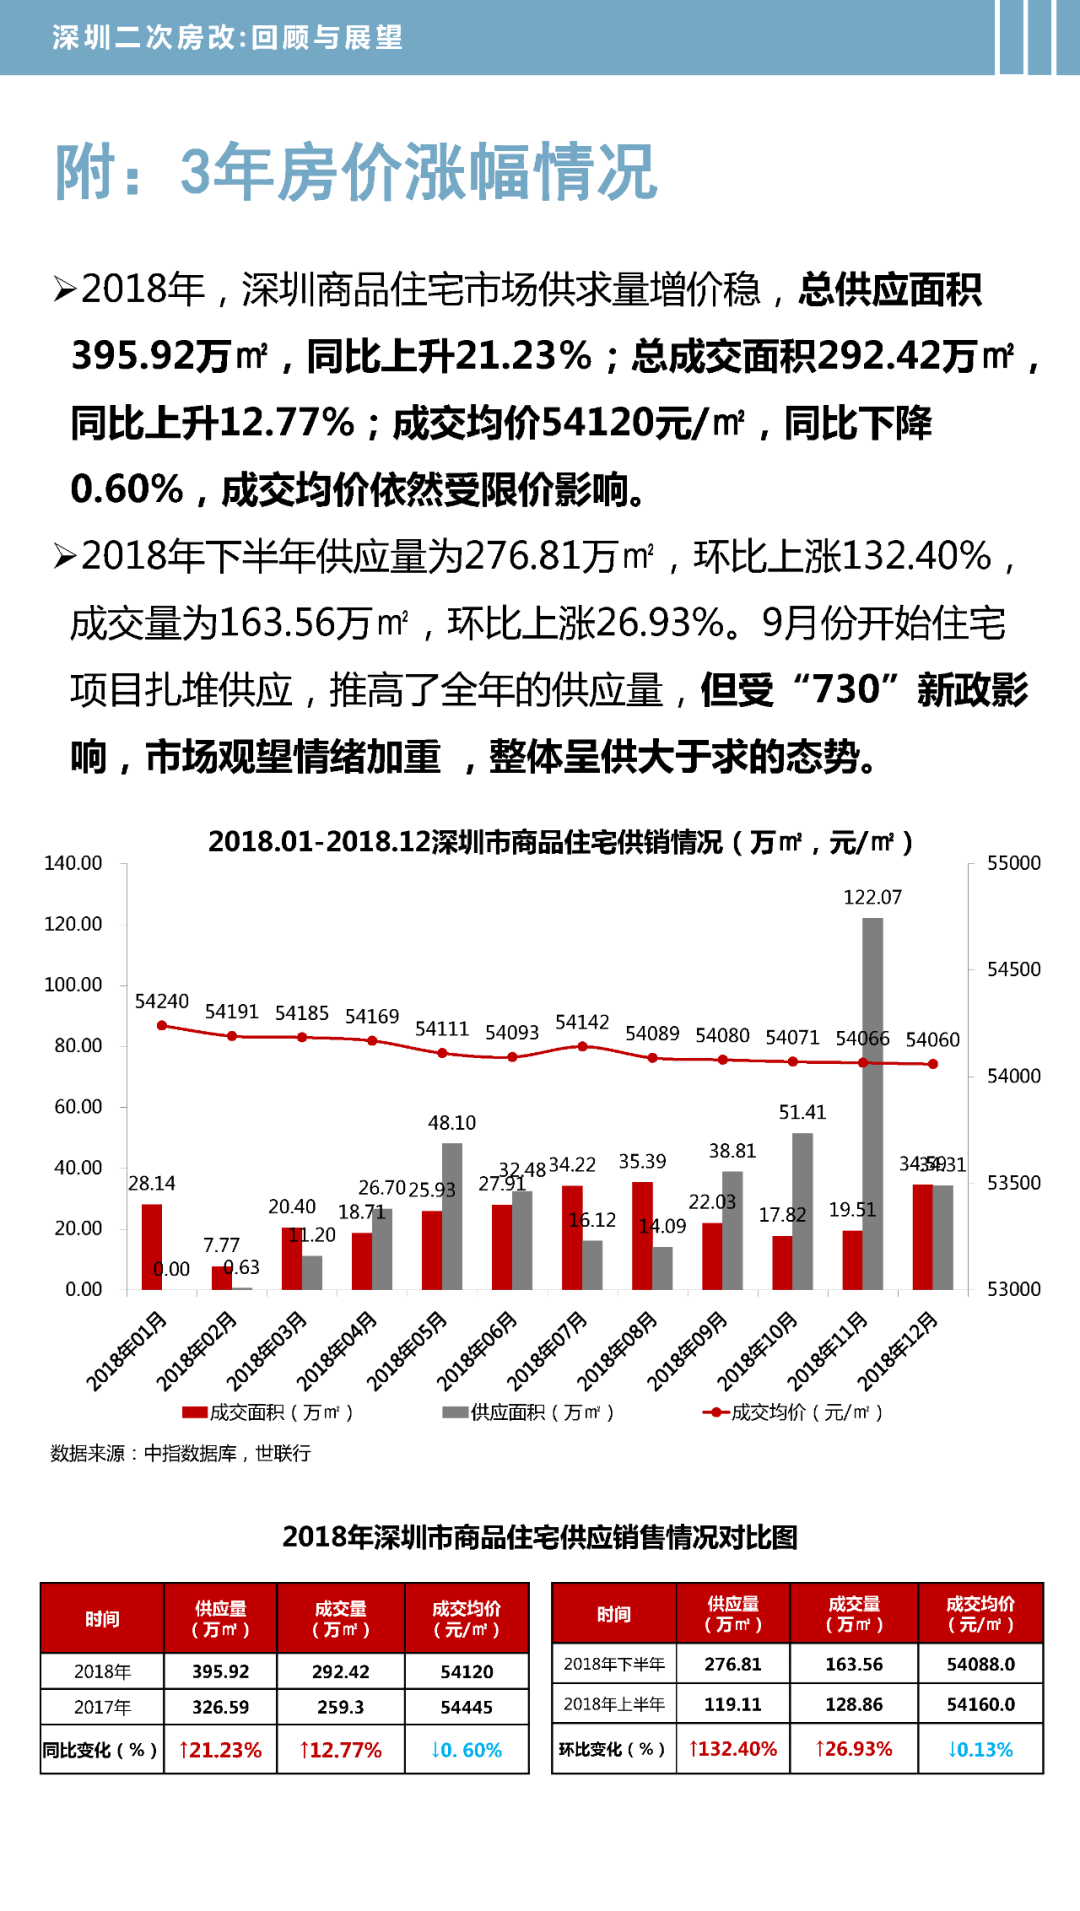 深圳二次房改:回顾与展望
附：3年房价涨幅情况
➢2018年，深圳商品住宅市场供求量增价稳，总供应面积
395.92万㎡，同比上升21.23%；总成交面积292.42万㎡，
同比上升12.77%；成交均价54120元/㎡，同比下降
0.60%，成交均价依然受限价影响。
➢2018年下半年供应量为276.81万㎡，环比上涨132.40%，
成交量为163.56万㎡，环比上涨26.93%。9月份开始住宅
项目扎堆供应，推高了全年的供应量，但受“730”新政影
响，市场观望情绪加重 ，整体呈供大于求的态势。
2018.01-2018.12深圳市商品住宅供销情况（万㎡，元/㎡）
140.00 55000
122.07
120.00
54500
100.00
54240 54191 54185 54169 54111 54093 54142 54089 54080 54071 54066 54060
80.00
54000
60.00
48.10 51.41
40.00 53500
28.14 0.00 7.77 0.63 20.40 11.20 18.71 26.70 25.93 27.91 32.48 34.22 16.12 35.39 14.09 22.03 38.81 17.82 19.51 34.59 34.31
20.00
0.00 53000
2018年01月 2018年02月 2018年03月 2018年04月 2018年05月 2018年06月 2018年07月 2018年08月 2018年09月 2018年10月 2018年11月 2018年12月
成交面积（万㎡） 供应面积（万㎡） 成交均价（元/㎡）
数据来源：中指数据库，世联行
2018年深圳市商品住宅供应销售情况对比图
时间 供应量（万㎡） 成交量（万㎡） 成交均价（元/㎡）
2018年 395.92 292.42 54120
2017年 326.59 259.3 54445
同比变化（%） ↑21.23% ↑12.77% ↓0. 60%
时间 供应量（万㎡） 成交量（万㎡） 成交均价（元/㎡）
2018年下半年 276.81 163.56 54088.0
2018年上半年 119.11 128.86 54160.0
环比变化（%） ↑132.40% ↑26.93% ↓0.13%